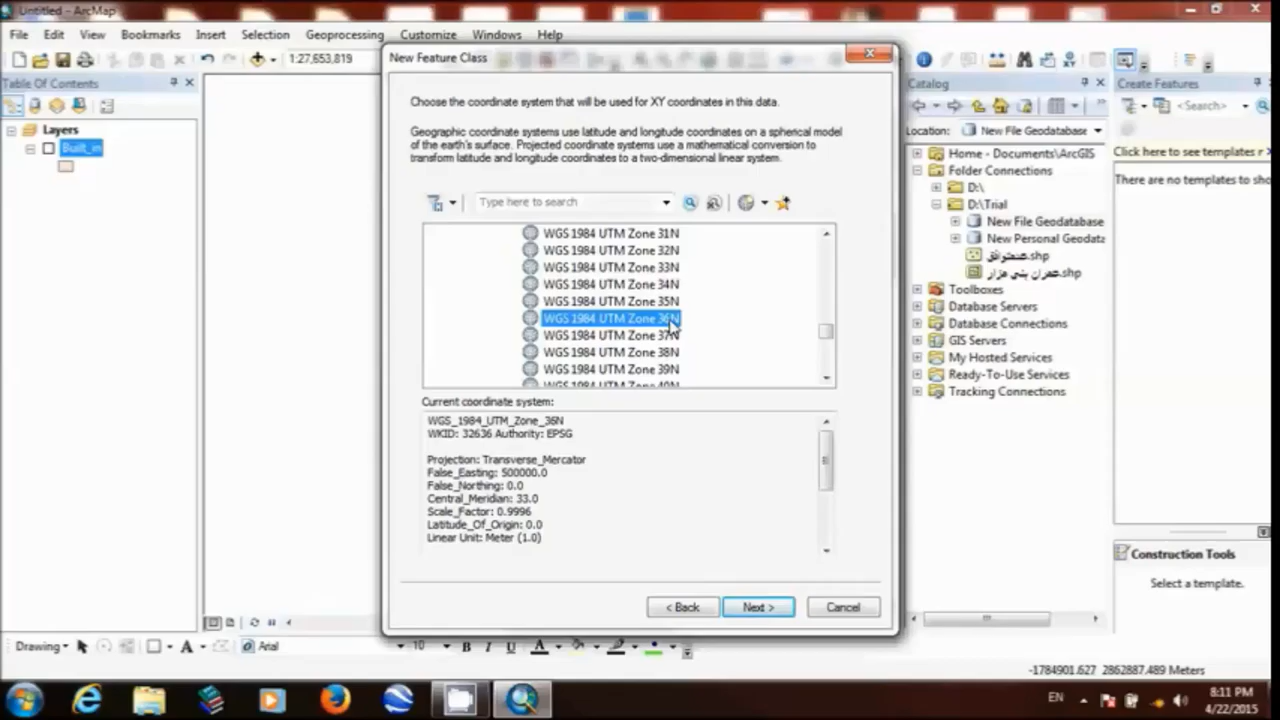 Untitled - ArcMap
File Edit View Bookmarks Insert Selection Geoprocessing Customize Windows Help
1:27,653,819
Table Of Contents
Layers
Built_in
New Feature Class
Choose the coordinate system that will be used for XY coordinates in this data.
Geographic coordinate systems use latitude and longitude coordinates on a spherical model
of the earth's surface. Projected coordinate systems use a mathematical conversion to
transform latitude and longitude coordinates to a two-dimensional linear system.
Type here to search
WGS 1984 UTM Zone 31N
WGS 1984 UTM Zone 32N
WGS 1984 UTM Zone 33N
WGS 1984 UTM Zone 34N
WGS 1984 UTM Zone 35N
WGS 1984 UTM Zone 36N
WGS 1984 UTM Zone 37N
WGS 1984 UTM Zone 38N
WGS 1984 UTM Zone 39N
WGS 1984 UTM Zone 40N
Current coordinate system:
WGS_1984_UTM_Zone_36N
WKID: 32636 Authority: EPSG
Projection: Transverse_Mercator
False_Easting: 500000.0
False_Northing: 0.0
Central_Meridian: 33.0
Scale_Factor: 0.9996
Latitude_Of_Origin: 0.0
Linear Unit: Meter (1.0)
< Back
Next >
Cancel
Catalog
Location: New File Geodatabase
Home - Documents\ArcGIS
Folder Connections
D:\
D:\Trial
New File Geodatabase
New Personal Geodata
عمران بني مزار.shp
Toolboxes
Database Servers
Database Connections
GIS Servers
My Hosted Services
Ready-To-Use Services
Tracking Connections
Create Features
<Search>
Click here to see templates
There are no templates to sho
Construction Tools
Select a template.
Drawing
Arial
10
B I U A
-1784901.627 2862887.489 Meters
EN
8:11 PM
4/22/2015